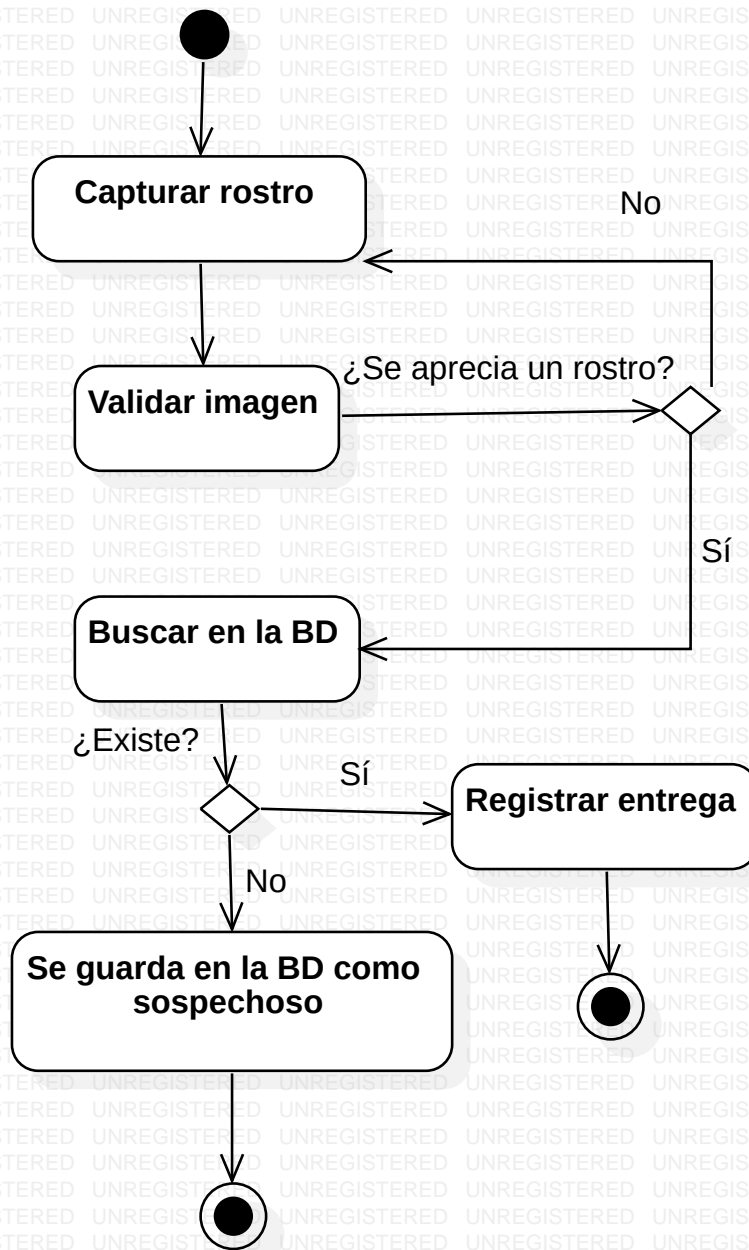 Capturar rostro
No
¿Se aprecia un rostro?
Validar imagen
Sí
Buscar en la BD
¿Existe?
Sí
Registrar entrega
No
Se guarda en la BD como
sospechoso
UNREGISTERED